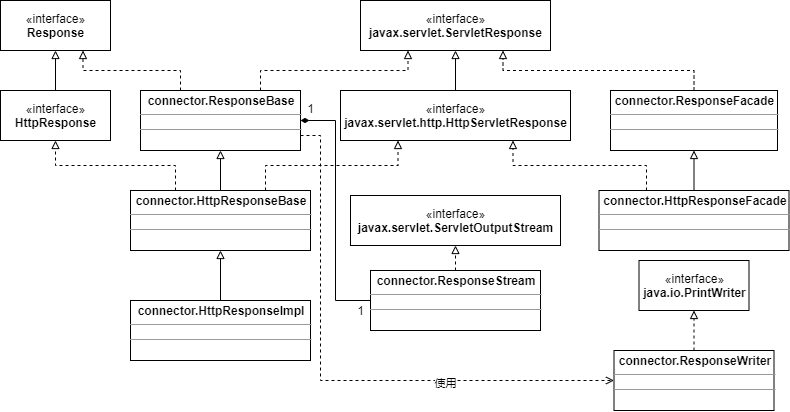 «interface»
Response
«interface»
javax.servlet.ServletResponse
«interface»
HttpResponse
connector.ResponseBase
1
«interface»
javax.servlet.http.HttpServletResponse
connector.ResponseFacade
connector.HttpResponseBase
«interface»
javax.servlet.ServletOutputStream
connector.HttpResponseFacade
connector.HttpResponseImpl
connector.ResponseStream
1
«interface»
java.io.PrintWriter
connector.ResponseWriter
使用